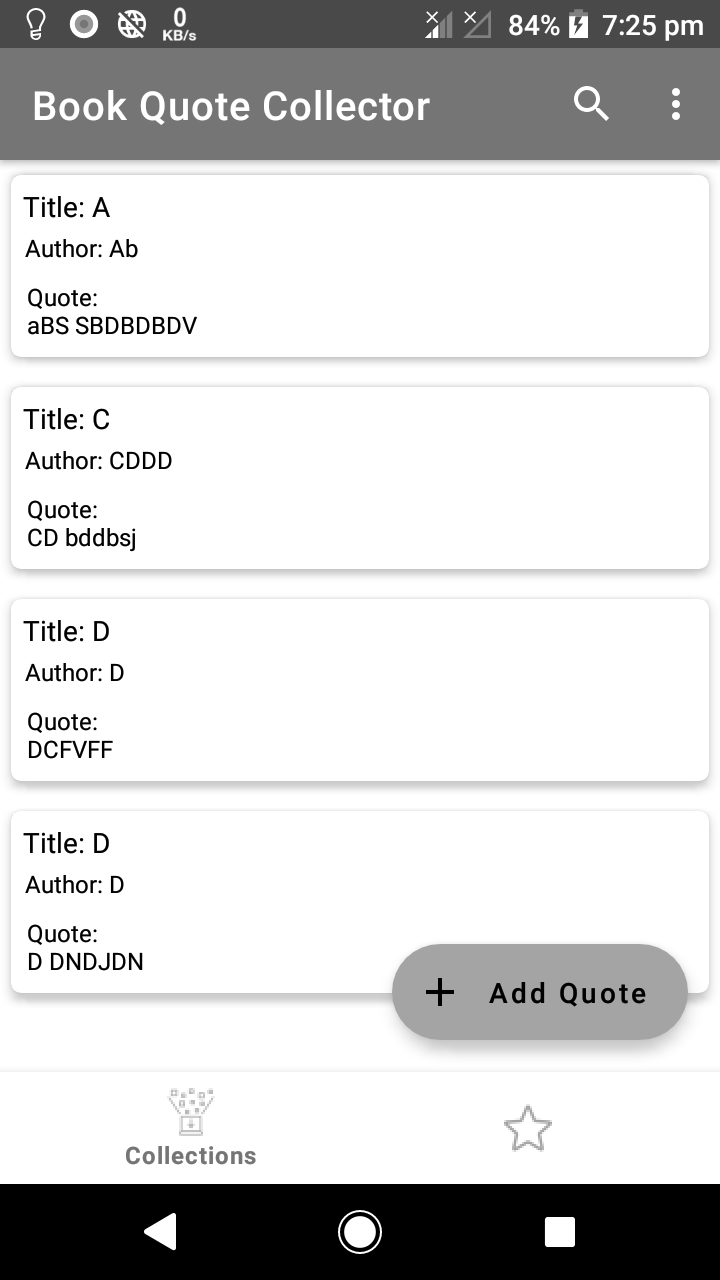 0
KB/s
84%
7:25 pm
Book Quote Collector
Title: A
Author: Ab
Quote:
aBS SBDBDBDV
Title: C
Author: CDDD
Quote:
CD bddbsj
Title: D
Author: D
Quote:
DCFVFF
Title: D
Author: D
Quote:
D DNDJDN
+ Add Quote
Collections